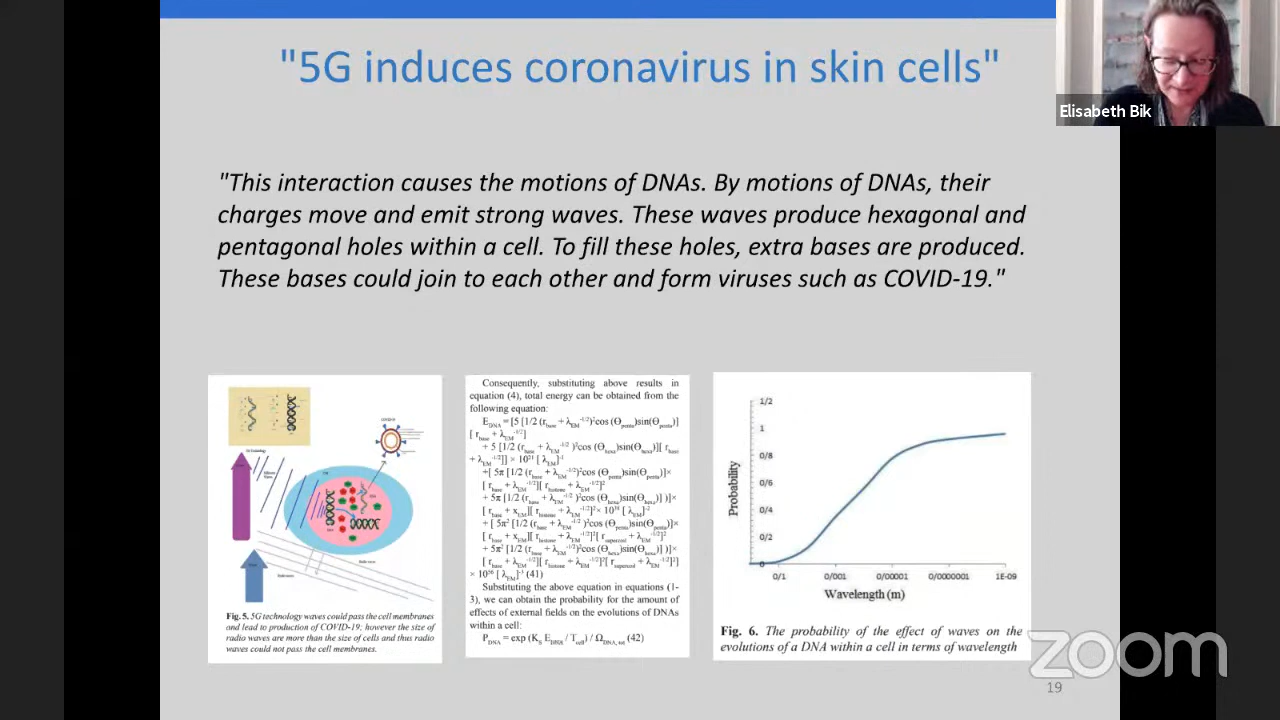 "5G induces coronavirus in skin cells"
Elisabeth Bik
"This interaction causes the motions of DNAs. By motions of DNAs, their
charges move and emit strong waves. These waves produce hexagonal and
pentagonal holes within a cell. To fill these holes, extra bases are produced.
These bases could join to each other and form viruses such as COVID-19."
Fig. 5. 5G technology waves could pass the cell membranes
and lead to production of COVID-19; however the size of
radio waves are more than the size of cells and thus radio
waves could not pass the cell membranes.
Consequently, substituting above results in
equation (4), total energy can be obtained from the
following equation:
Substituting the above equation in equations (1-
3), we can obtain the probability for the amount of
effects of external fields on the evolutions of DNAs
within a cell:
Probability
1/2
1
0/8
0/6
0/4
0/2
0
0/1
0/001
0/00001
0/0000001
1E-09
Wavelength (m)
Fig. 6. The probability of the effect of waves on the
evolutions of a DNA within a cell in terms of wavelength
zoom
19